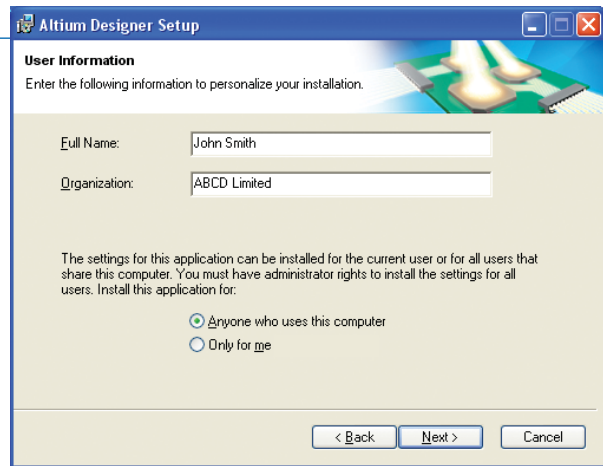 Altium Designer Setup
User Information
Enter the following information to personalize your installation.
Full Name:
John Smith
Organization:
ABCD Limited
The settings for this application can be installed for the current user or for all users that
share this computer. You must have administrator rights to install the settings for all
users. Install this application for:
Anyone who uses this computer
Only for me
< Back
Next >
Cancel